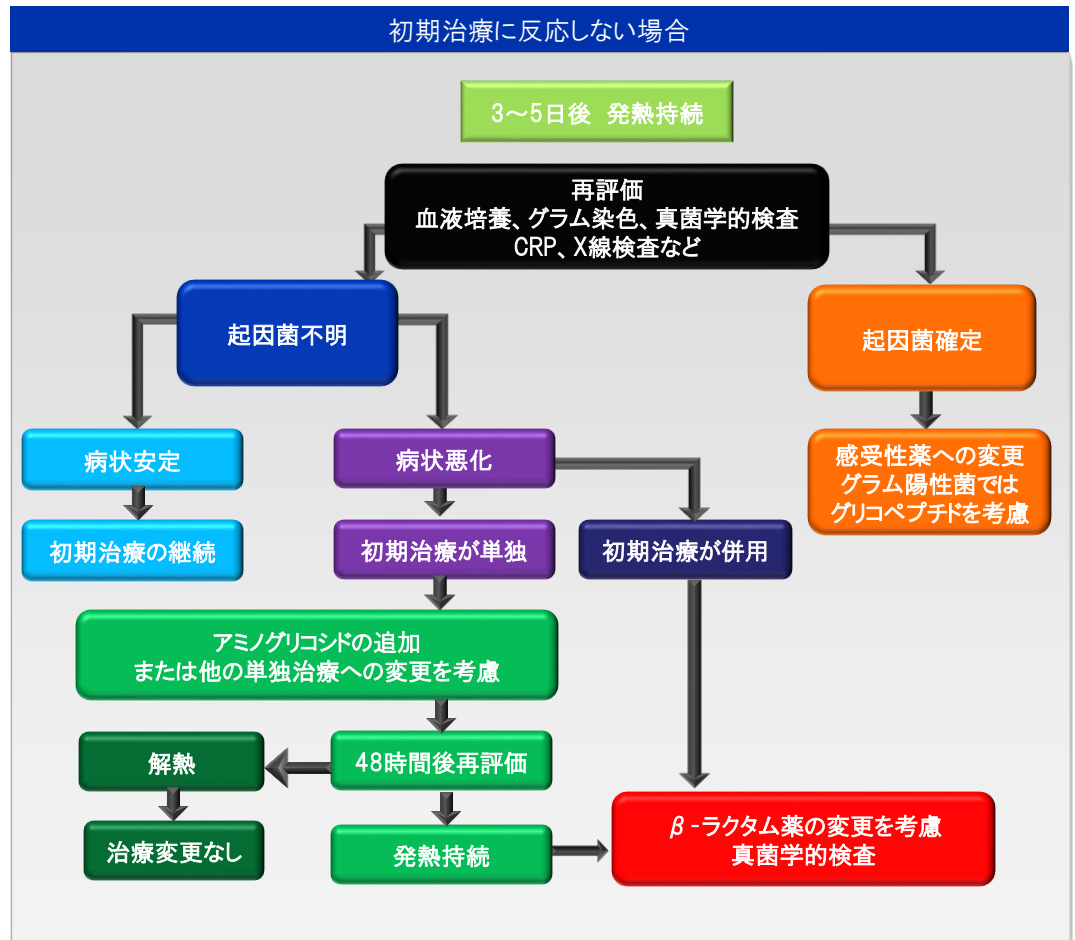 初期治療に反応しない場合
3～5日後 発熱持続
再評価
血液培養、グラム染色、真菌学的検査
CRP、X線検査など
起因菌不明
起因菌確定
病状安定
病状悪化
感受性薬への変更
グラム陽性菌では
グリコペプチドを考慮
初期治療の継続
初期治療が単独
初期治療が併用
アミノグリコシドの追加
または他の単独治療への変更を考慮
解熱
48時間後再評価
治療変更なし
発熱持続
β-ラクタム薬の変更を考慮
真菌学的検査